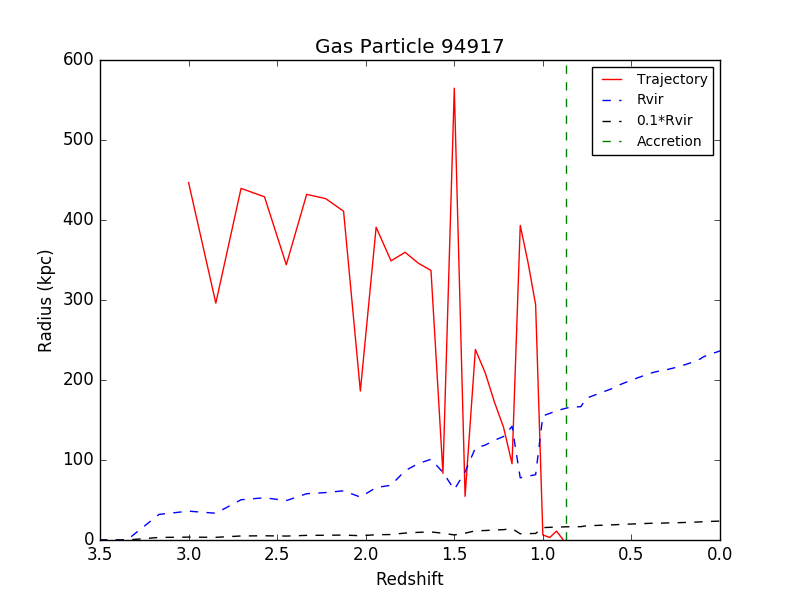 Gas Particle 94917
600
500
400
300
200
100
0
Radius (kpc)
Trajectory
Rvir
0.1*Rvir
Accretion
3.5 3.0 2.5 2.0 1.5 1.0 0.5 0.0
Redshift